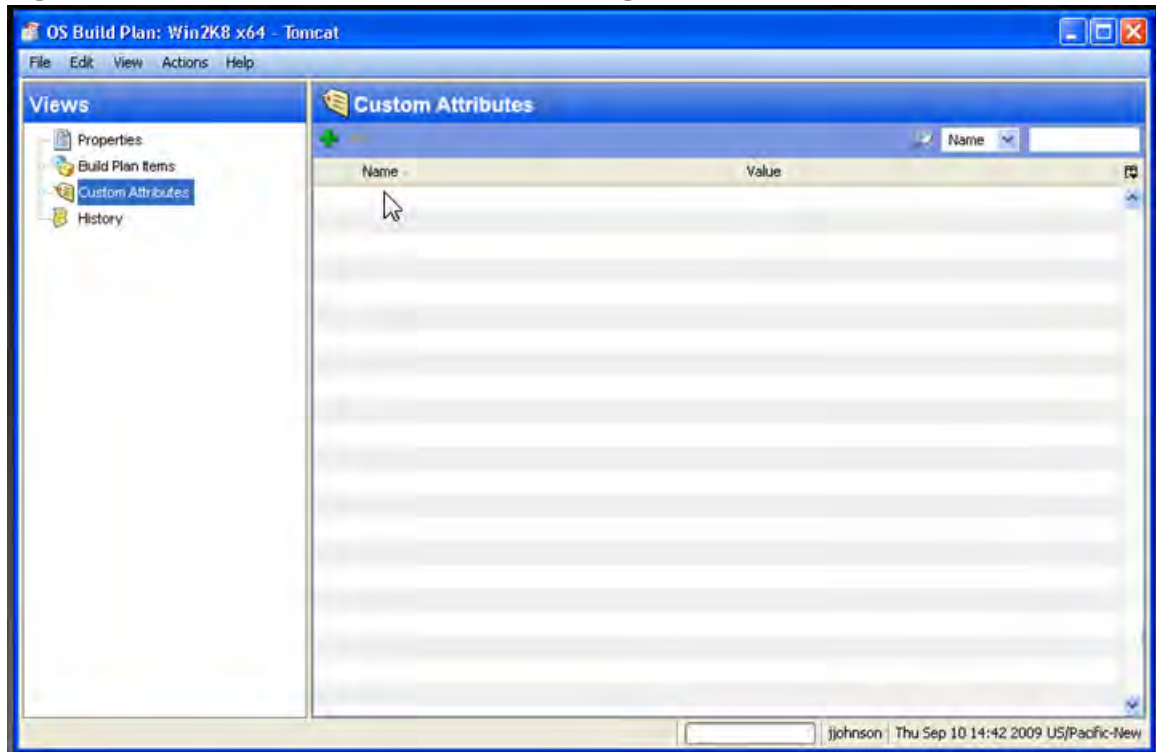 OS Build Plan: Win2K8 x64 - Tomcat
File Edit View Actions Help
Views
Properties
Build Plan Items
Custom Attributes
History
Custom Attributes
Name
Name Value
jjohnson Thu Sep 10 14:42 2009 US/Pacific-New